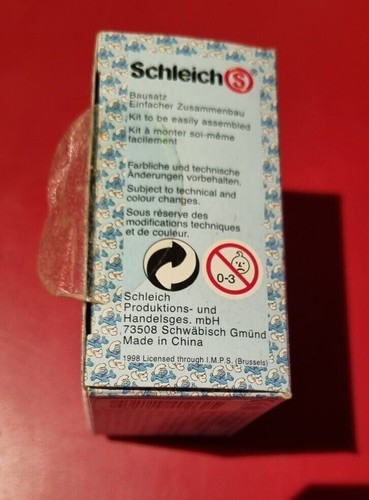 Schleich S ®
Bausatz
Einfacher Zusammenbau
Kit to be easily assembled
Kit à monter soi-même
facilement
Farbliche und technische
Änderungen vorbehalten.
Subject to technical and
colour changes.
Sous réserve des
modifications techniques
et de couleur.
0-3
Schleich
Produktions- und
Handelsges. mbH
73508 Schwäbisch Gmünd
Made in China
1998 Licensed through I.M.P.S. (Brussels)